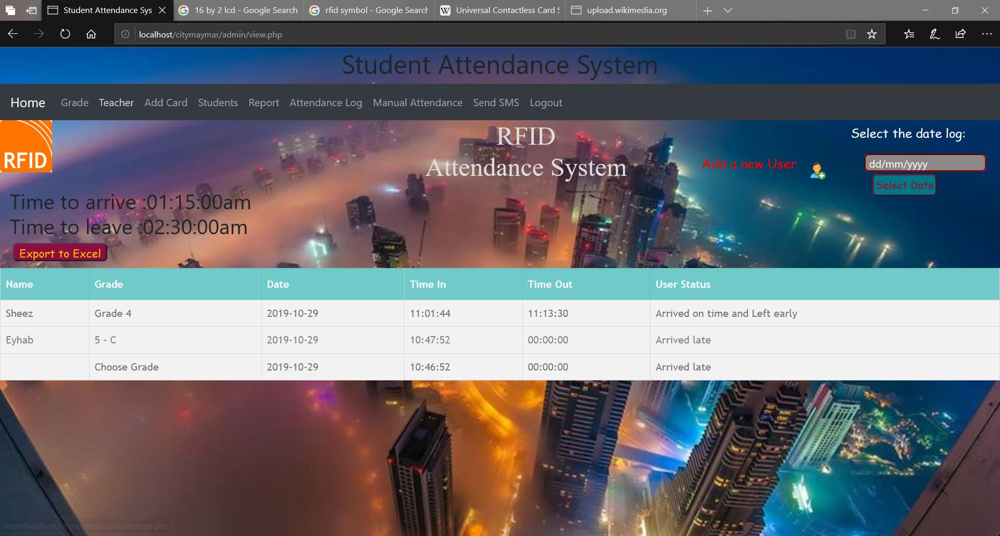 Student Attendance Sys
16 by 2 lcd - Google Search
rfid symbol - Google Search
Universal Contactless Card S
upload.wikimedia.org
localhost/citymaymar/admin/view.php
Student Attendance System
Home Grade Teacher Add Card Students Report Attendance Log Manual Attendance Send SMS Logout
RFID
RFID
Attendance System
Add a new User
Select the date log:
dd/mm/yyyy
Select Date
Time to arrive :01:15:00am
Time to leave :02:30:00am
Export to Excel
Name Grade Date Time In Time Out User Status
Sheez Grade 4 2019-10-29 11:01:44 11:13:30 Arrived on time and Left early
Eyhab 5 - C 2019-10-29 10:47:52 00:00:00 Arrived late
Choose Grade 2019-10-29 10:46:52 00:00:00 Arrived late
http://localhost/citymaymar/admin/teacher.php